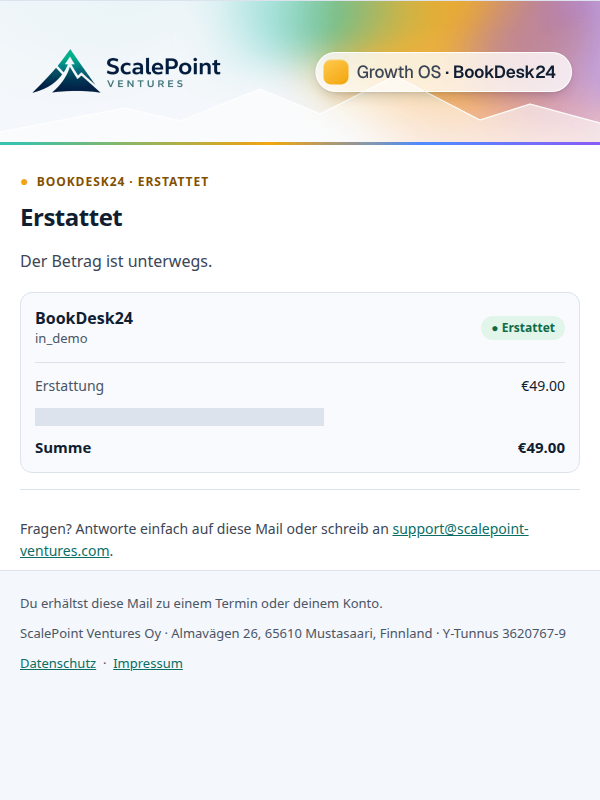 ScalePoint
VENTURES
Growth OS · BookDesk24
BOOKDESK24 · ERSTATTET
Erstattet
Der Betrag ist unterwegs.
BookDesk24
in_demo
Erstattet
Erstattung €49.00
Summe €49.00
Fragen? Antworte einfach auf diese Mail oder schreib an support@scalepoint-
ventures.com.
Du erhältst diese Mail zu einem Termin oder deinem Konto.
ScalePoint Ventures Oy · Almavägen 26, 65610 Mustasaari, Finnland · Y-Tunnus 3620767-9
Datenschutz · Impressum